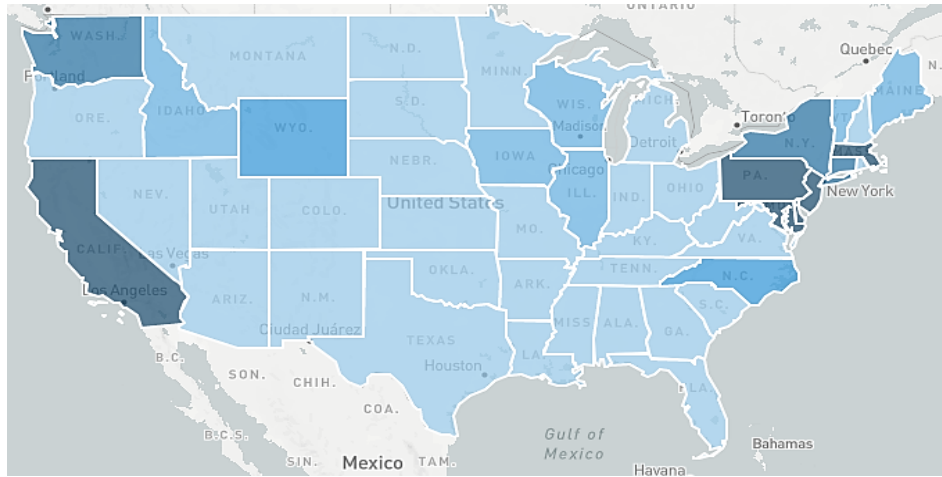 ONTARIO
WASH.
MONTANA
N.D.
MINN.
Quebec
N.
Portland
ORE.
IDAHO
S.D.
WIS.
MICH.
MAINE
WYO.
Madison
Toronto
VT.
Detroit
N.Y.
MASS
NEBR.
IOWA
Chicago
PA.
NEV.
UTAH
COLO.
United States
ILL.
IND.
OHIO
New York
CALIF.
Las Vegas
MO.
KY.
VA.
Los Angeles
ARIZ.
N.M.
OKLA.
ARK.
TENN.
N.C.
S.C.
Ciudad Juárez
TEXAS
MISS
ALA.
GA.
B.C.
Houston
LA.
SON.
CHIH.
FLA.
COA.
B.C.S.
Gulf of
Mexico
Bahamas
SIN.
Mexico
TAM.
Havana